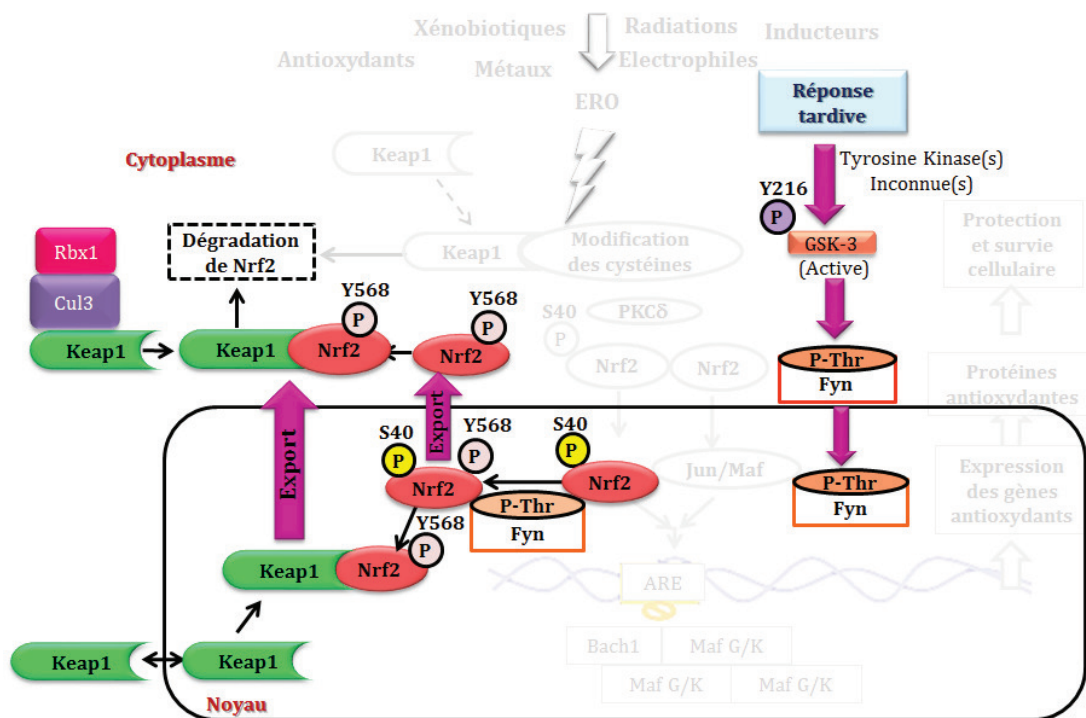 Xénobiotiques
Radiations
Inducteurs
Antioxydants
Métaux
Electrophiles
ERO
Réponse
tardive
Cytoplasme
Keap1
Tyrosine Kinase(s)
Inconnue(s)
Y216
P
GSK-3
(Active)
Rbx1
Cul3
Keap1
Dégradation
de Nrf2
Keap1
Modification
des cystéines
Protection
et survie
cellulaire
S40
P
PKCδ
Y568
P
Y568
P
Keap1
Nrf2
Nrf2
Nrf2
Nrf2
P-Thr
Fyn
Protéines
antioxydantes
Export
Export
S40
P
Y568
P
S40
P
Nrf2
Nrf2
P-Thr
Fyn
Jun/Maf
P-Thr
Fyn
Expression
des gènes
antioxydants
Y568
P
Keap1
Nrf2
ARE
Keap1
Keap1
Bach1
Maf G/K
Maf G/K
Maf G/K
Noyau